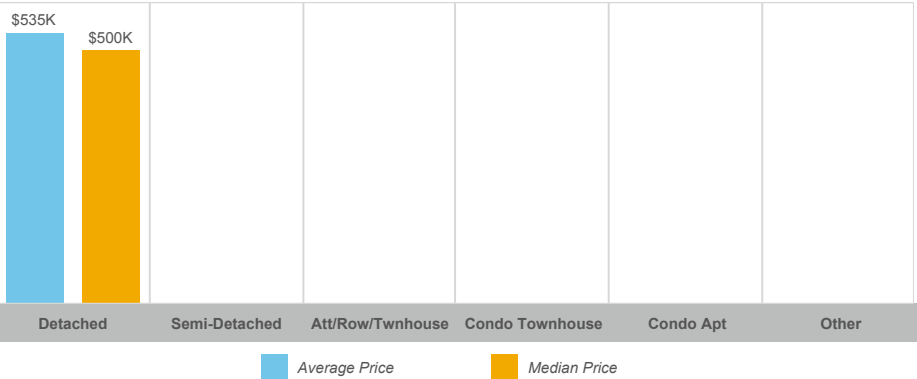 $535K
$500K
Detached Semi-Detached Att/Row/Twnhouse Condo Townhouse Condo Apt Other
Average Price Median Price